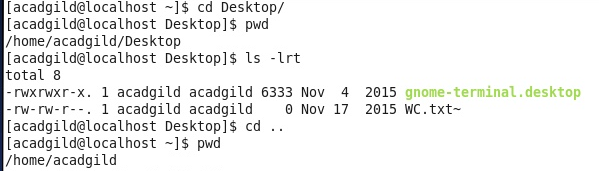 [acadgild@localhost ~]$ cd Desktop/
[acadgild@localhost Desktop]$ pwd
/home/acadgild/Desktop
[acadgild@localhost Desktop]$ ls -lrt
total 8
-rwxrwxr-x. 1 acadgild acadgild 6333 Nov  4  2015 gnome-terminal.desktop
-rw-rw-r--. 1 acadgild acadgild    0 Nov 17  2015 WC.txt~
[acadgild@localhost Desktop]$ cd ..
[acadgild@localhost ~]$ pwd
/home/acadgild